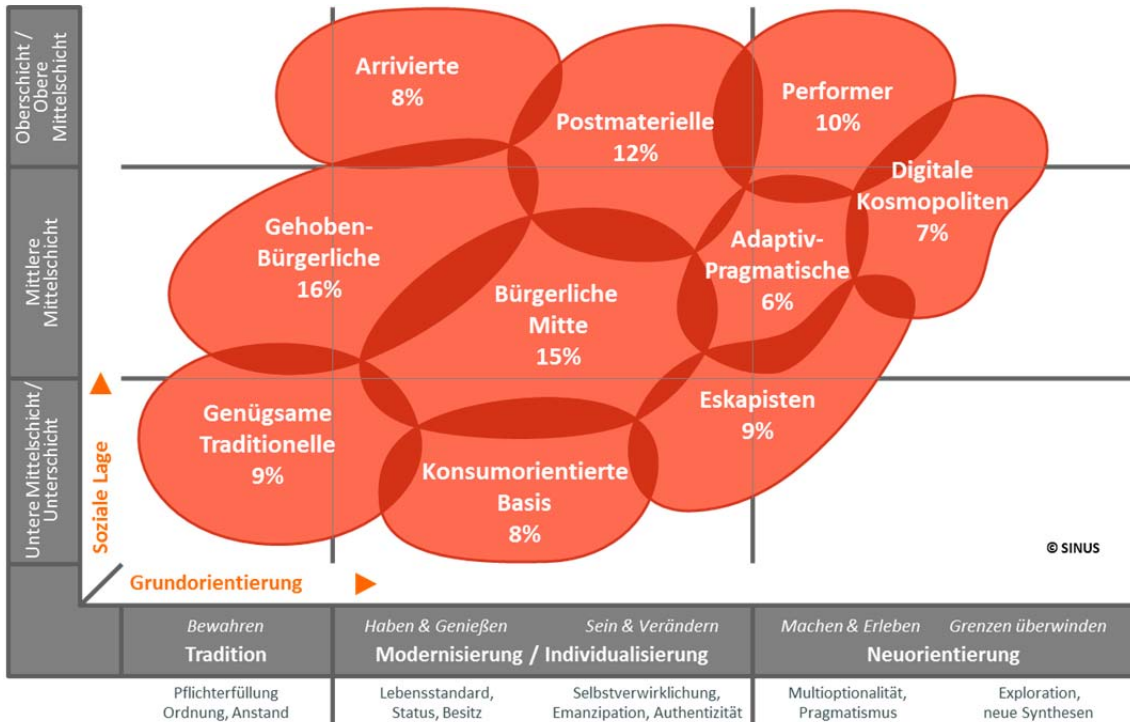 Oberschicht /
Obere
Mittelschicht
Mittlere
Mittelschicht
Untere Mittelschicht/
Unterschicht
Soziale Lage
Arrivierte
8%
Postmaterielle
12%
Performer
10%
Digitale
Kosmopoliten
7%
Gehoben-
Bürgerliche
16%
Bürgerliche
Mitte
15%
Adaptiv-
Pragmatische
6%
Genügsame
Traditionelle
9%
Konsumorientierte
Basis
8%
Eskapisten
9%
© SINUS
Grundorientierung
Bewahren
Tradition
Haben & Genießen
Sein & Verändern
Modernisierung / Individualisierung
Machen & Erleben
Grenzen überwinden
Neuorientierung
Pflichterfüllung
Ordnung, Anstand
Lebensstandard,
Status, Besitz
Selbstverwirklichung,
Emanzipation, Authentizität
Multioptionalität,
Pragmatismus
Exploration,
neue Synthesen